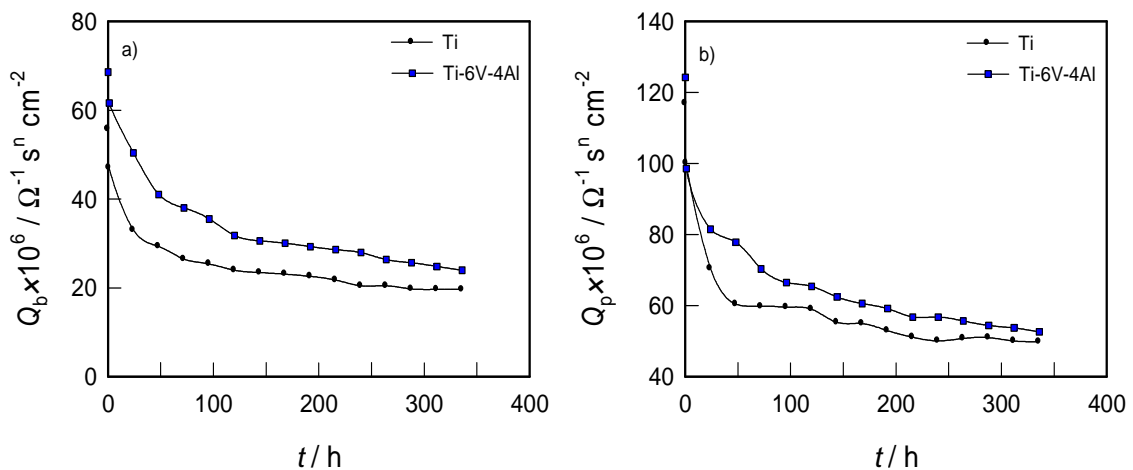 a)
Ti
Ti-6V-4Al
Q_b×10^6 / Ω^-1 s^n cm^-2
80
60
40
20
0
0 100 200 300 400
t / h
b)
Ti
Ti-6V-4Al
Q_p×10^6 / Ω^-1 s^n cm^-2
140
120
100
80
60
40
0 100 200 300 400
t / h